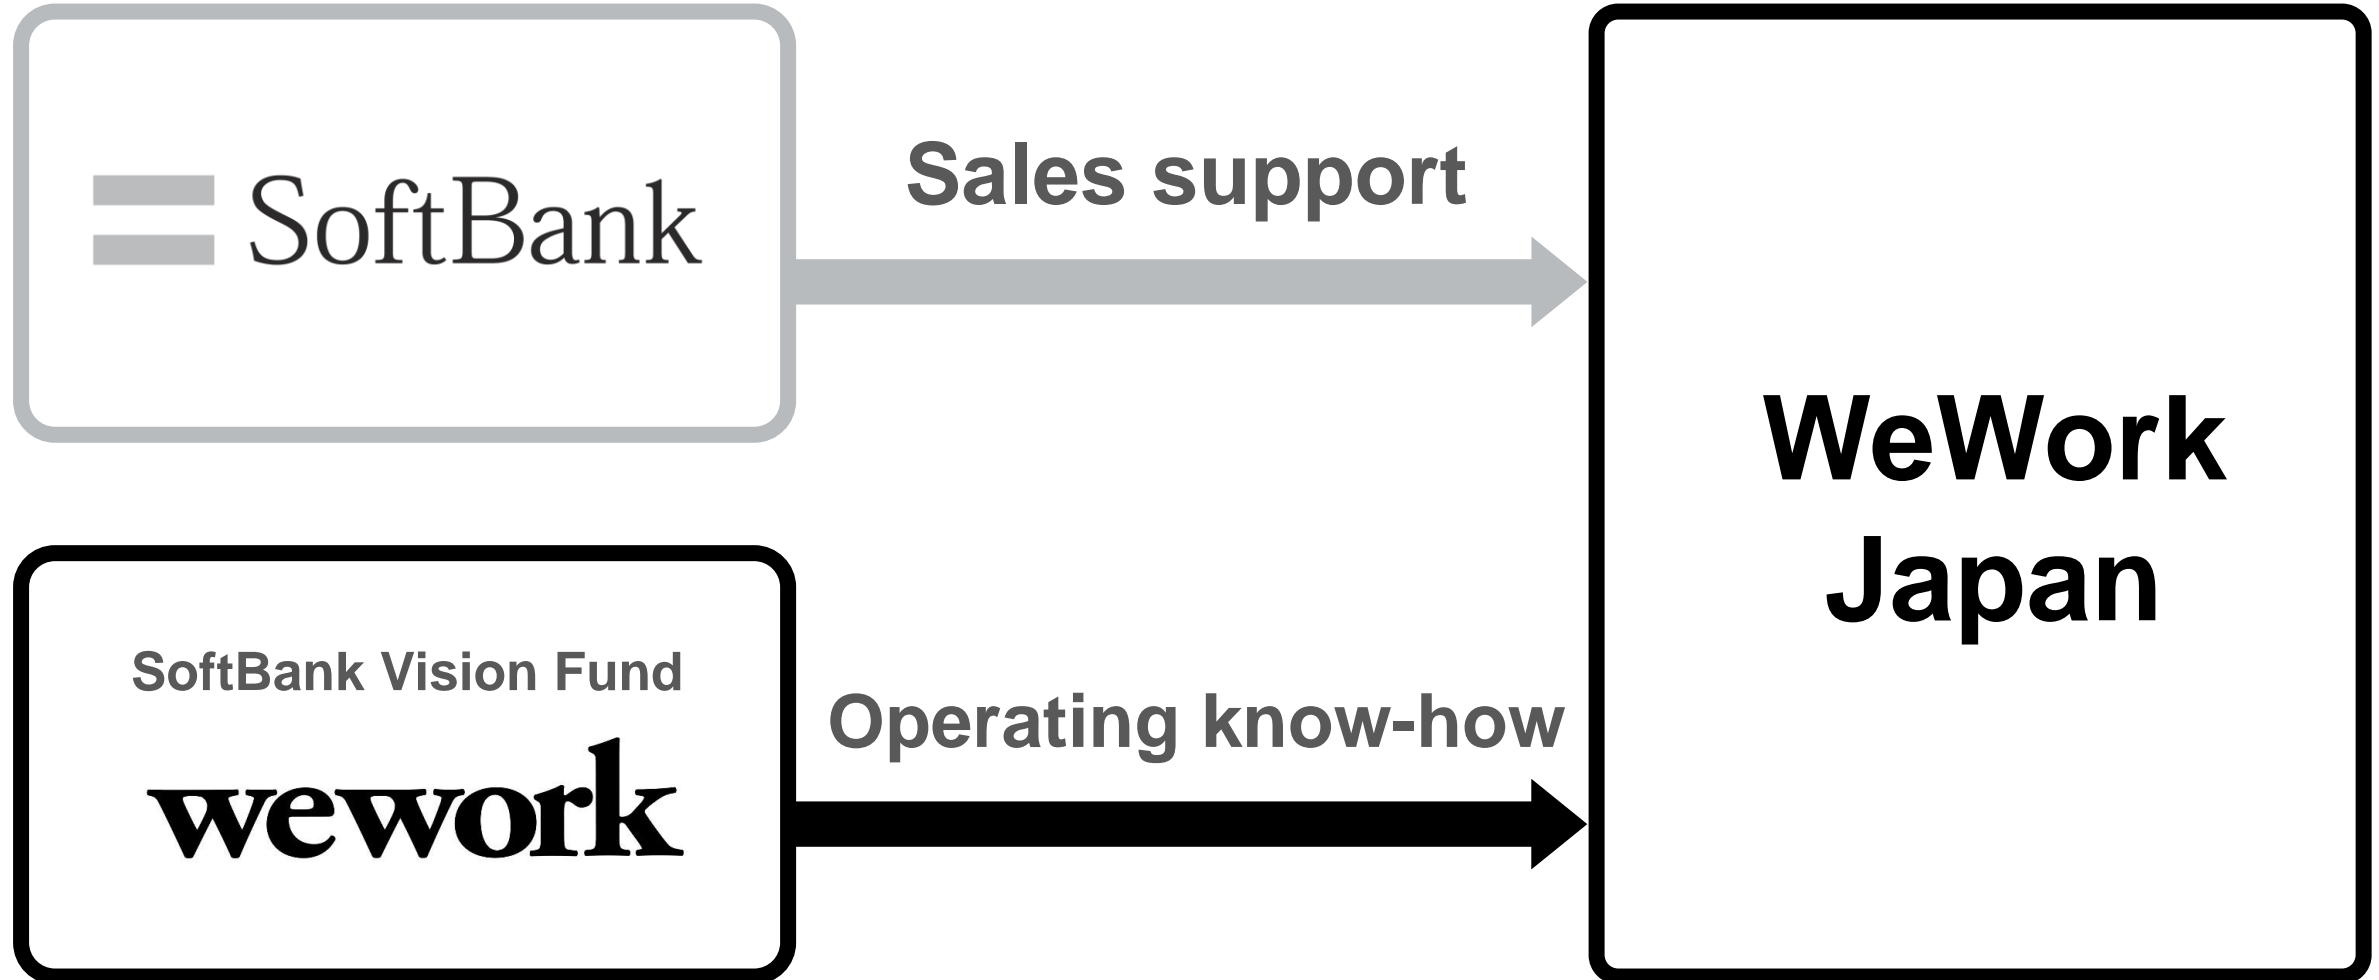 SoftBank
Sales support
WeWork
Japan
SoftBank Vision Fund
wework
Operating know-how